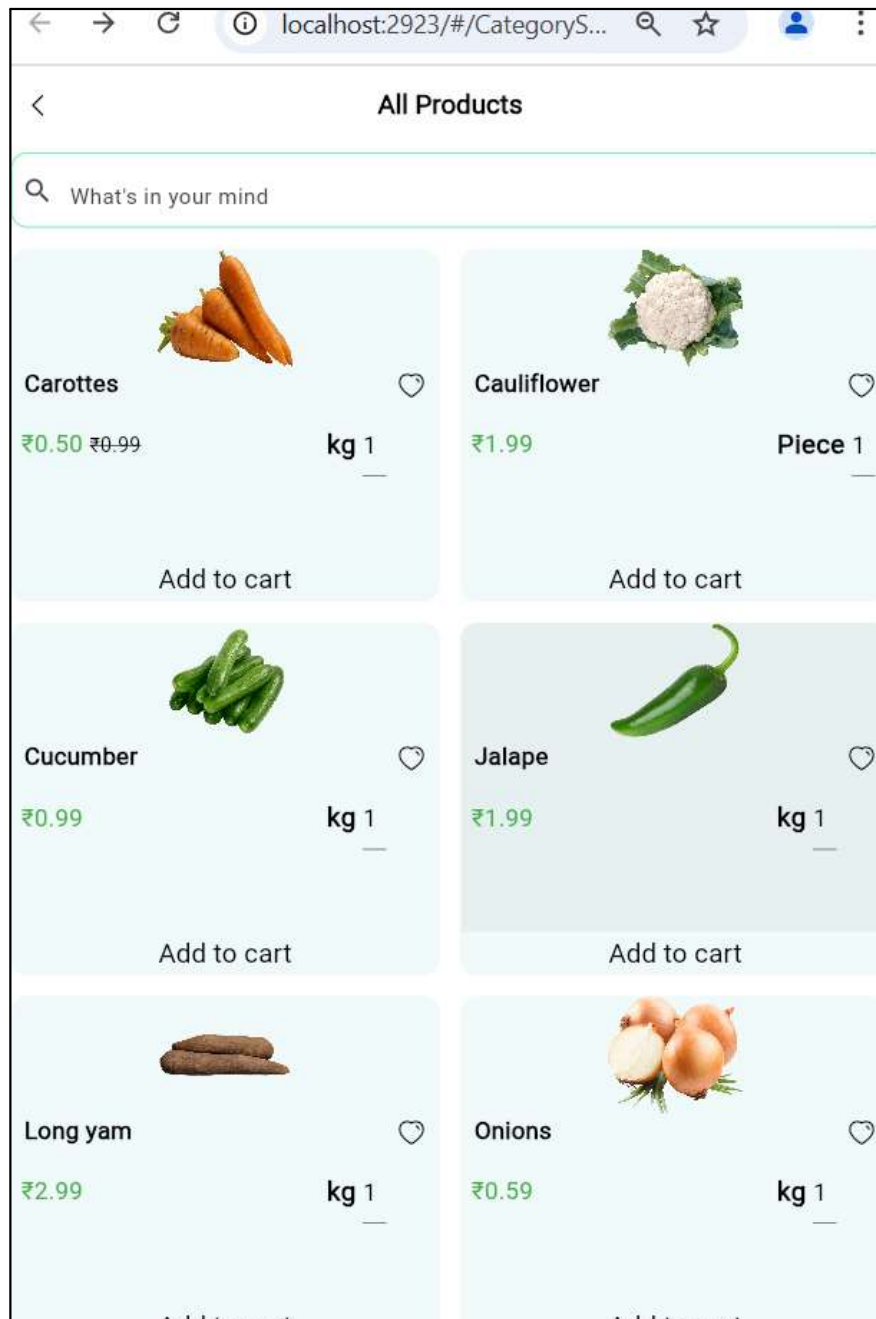 localhost:2923/#/CategoryS...
All Products
What's in your mind
Carottes
₹0.50 ₹0.99 kg 1
Add to cart
Cauliflower
₹1.99 Piece 1
Add to cart
Cucumber
₹0.99 kg 1
Add to cart
Jalape
₹1.99 kg 1
Add to cart
Long yam
₹2.99 kg 1
Onions
₹0.59 kg 1